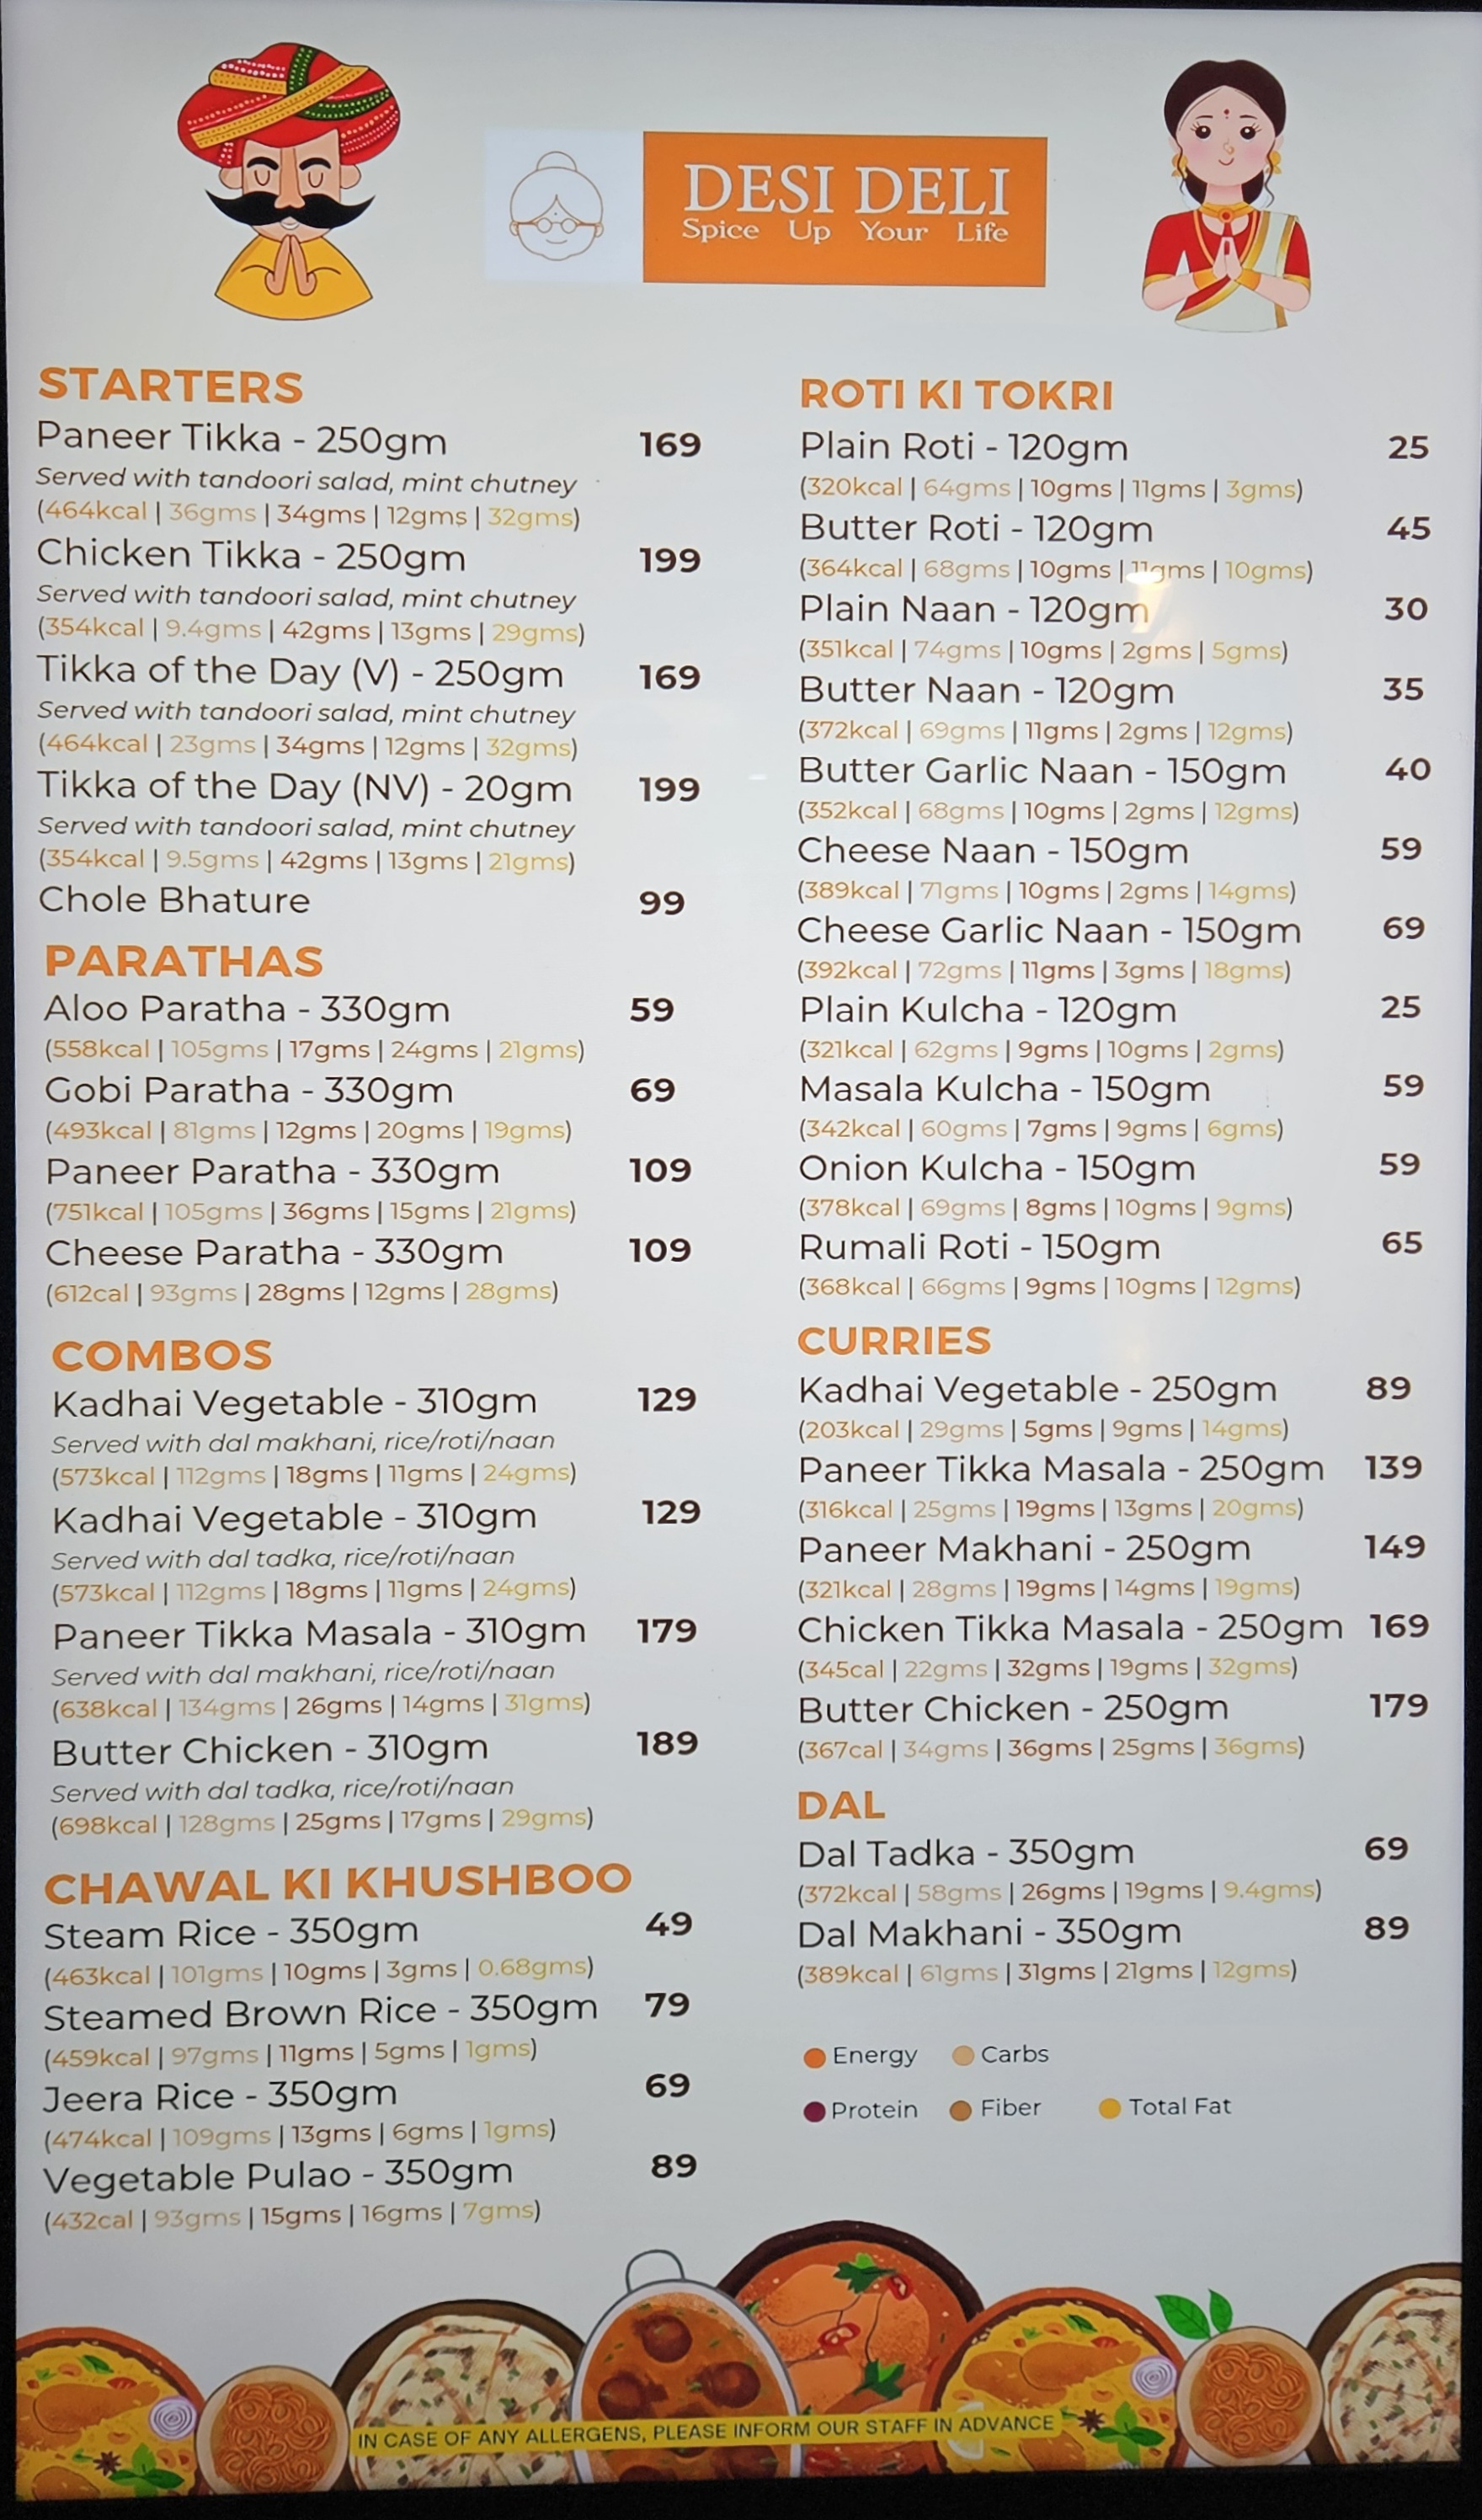 DESI DELI
Spice Up Your Life
STARTERS
Paneer Tikka - 250gm 169
Served with tandoori salad, mint chutney
(464kcal | 36gms | 34gms | 12gms | 32gms)
Chicken Tikka - 250gm 199
Served with tandoori salad, mint chutney
(354kcal | 9.4gms | 42gms | 13gms | 29gms)
Tikka of the Day (V) - 250gm 169
Served with tandoori salad, mint chutney
(464kcal | 23gms | 34gms | 12gms | 32gms)
Tikka of the Day (NV) - 20gm 199
Served with tandoori salad, mint chutney
(354kcal | 9.5gms | 42gms | 13gms | 21gms)
Chole Bhature 99
PARATHAS
Aloo Paratha - 330gm 59
(558kcal | 105gms | 17gms | 24gms | 21gms)
Gobi Paratha - 330gm 69
(493kcal | 81gms | 12gms | 20gms | 19gms)
Paneer Paratha - 330gm 109
(751kcal | 105gms | 36gms | 15gms | 21gms)
Cheese Paratha - 330gm 109
(612cal | 93gms | 28gms | 12gms | 28gms)
COMBOS
Kadhai Vegetable - 310gm 129
Served with dal makhani, rice/roti/naan
(573kcal | 112gms | 18gms | 11gms | 24gms)
Kadhai Vegetable - 310gm 129
Served with dal tadka, rice/roti/naan
(573kcal | 112gms | 18gms | 11gms | 24gms)
Paneer Tikka Masala - 310gm 179
Served with dal makhani, rice/roti/naan
(638kcal | 134gms | 26gms | 14gms | 31gms)
Butter Chicken - 310gm 189
Served with dal tadka, rice/roti/naan
(698kcal | 128gms | 25gms | 17gms | 29gms)
CHAWAL KI KHUSHBOO
Steam Rice - 350gm 49
(463kcal | 101gms | 10gms | 3gms | 0.68gms)
Steamed Brown Rice - 350gm 79
(459kcal | 97gms | 11gms | 5gms | 1gms)
Jeera Rice - 350gm 69
(474kcal | 109gms | 13gms | 6gms | 1gms)
Vegetable Pulao - 350gm 89
(432cal | 93gms | 15gms | 16gms | 7gms)
ROTI KI TOKRI
Plain Roti - 120gm 25
(320kcal | 64gms | 10gms | 11gms | 3gms)
Butter Roti - 120gm 45
(364kcal | 68gms | 10gms | 11gms | 10gms)
Plain Naan - 120gm 30
(351kcal | 74gms | 10gms | 2gms | 5gms)
Butter Naan - 120gm 35
(372kcal | 69gms | 11gms | 2gms | 12gms)
Butter Garlic Naan - 150gm 40
(352kcal | 68gms | 10gms | 2gms | 12gms)
Cheese Naan - 150gm 59
(389kcal | 71gms | 10gms | 2gms | 14gms)
Cheese Garlic Naan - 150gm 69
(392kcal | 72gms | 11gms | 3gms | 18gms)
Plain Kulcha - 120gm 25
(321kcal | 62gms | 9gms | 10gms | 2gms)
Masala Kulcha - 150gm 59
(342kcal | 60gms | 7gms | 9gms | 6gms)
Onion Kulcha - 150gm 59
(378kcal | 69gms | 8gms | 10gms | 9gms)
Rumali Roti - 150gm 65
(368kcal | 66gms | 9gms | 10gms | 12gms)
CURRIES
Kadhai Vegetable - 250gm 89
(203kcal | 29gms | 5gms | 9gms | 14gms)
Paneer Tikka Masala - 250gm 139
(316kcal | 25gms | 19gms | 13gms | 20gms)
Paneer Makhani - 250gm 149
(321kcal | 28gms | 19gms | 14gms | 19gms)
Chicken Tikka Masala - 250gm 169
(345cal | 22gms | 32gms | 19gms | 32gms)
Butter Chicken - 250gm 179
(367cal | 34gms | 36gms | 25gms | 36gms)
DAL
Dal Tadka - 350gm 69
(372kcal | 58gms | 26gms | 19gms | 9.4gms)
Dal Makhani - 350gm 89
(389kcal | 61gms | 31gms | 21gms | 12gms)
Energy Carbs
Protein Fiber Total Fat
IN CASE OF ANY ALLERGENS, PLEASE INFORM OUR STAFF IN ADVANCE